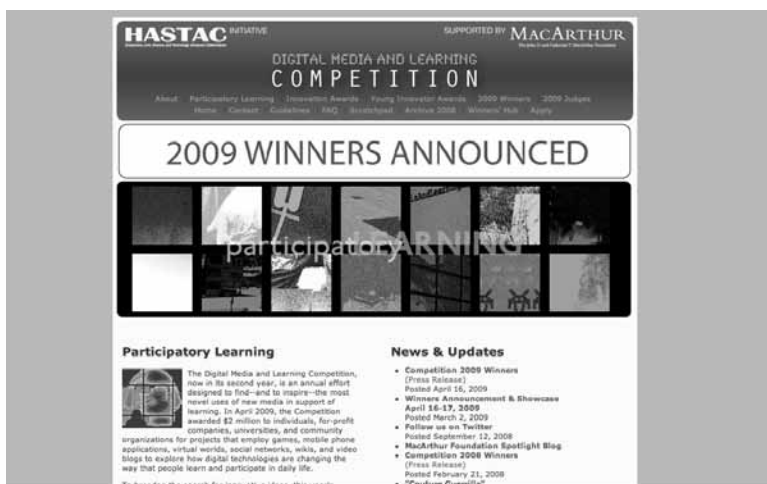 HASTAC INITIATIVE
SUPPORTED BY MACARTHUR
DIGITAL MEDIA AND LEARNING
COMPETITION
About Participatory Learning Innovation Awards Young Innovator Awards 2009 Winners 2009 Judges
Home Contact Guidelines FAQ Scratchpad Archive 2008 Winners' Hub Apply
2009 WINNERS ANNOUNCED
participatory LEARNING
Participatory Learning
The Digital Media and Learning Competition,
now in its second year, is an annual effort
designed to find—and to inspire—the most
novel uses of new media in support of
learning. In April 2009, the Competition
awarded $2 million to individuals, for-profit
companies, universities, and community
organizations for projects that employ games, mobile phone
applications, virtual worlds, social networks, wikis, and video
blogs to explore how digital technologies are changing the
way that people learn and participate in daily life.
News & Updates
• Competition 2009 Winners
(Press Release)
Posted April 16, 2009
• Winners Announcement & Showcase
April 16-17, 2009
Posted March 2, 2009
• Follow us on Twitter
Posted September 12, 2008
• MacArthur Foundation Spotlight Blog
• Competition 2008 Winners
(Press Release)
Posted February 21, 2008